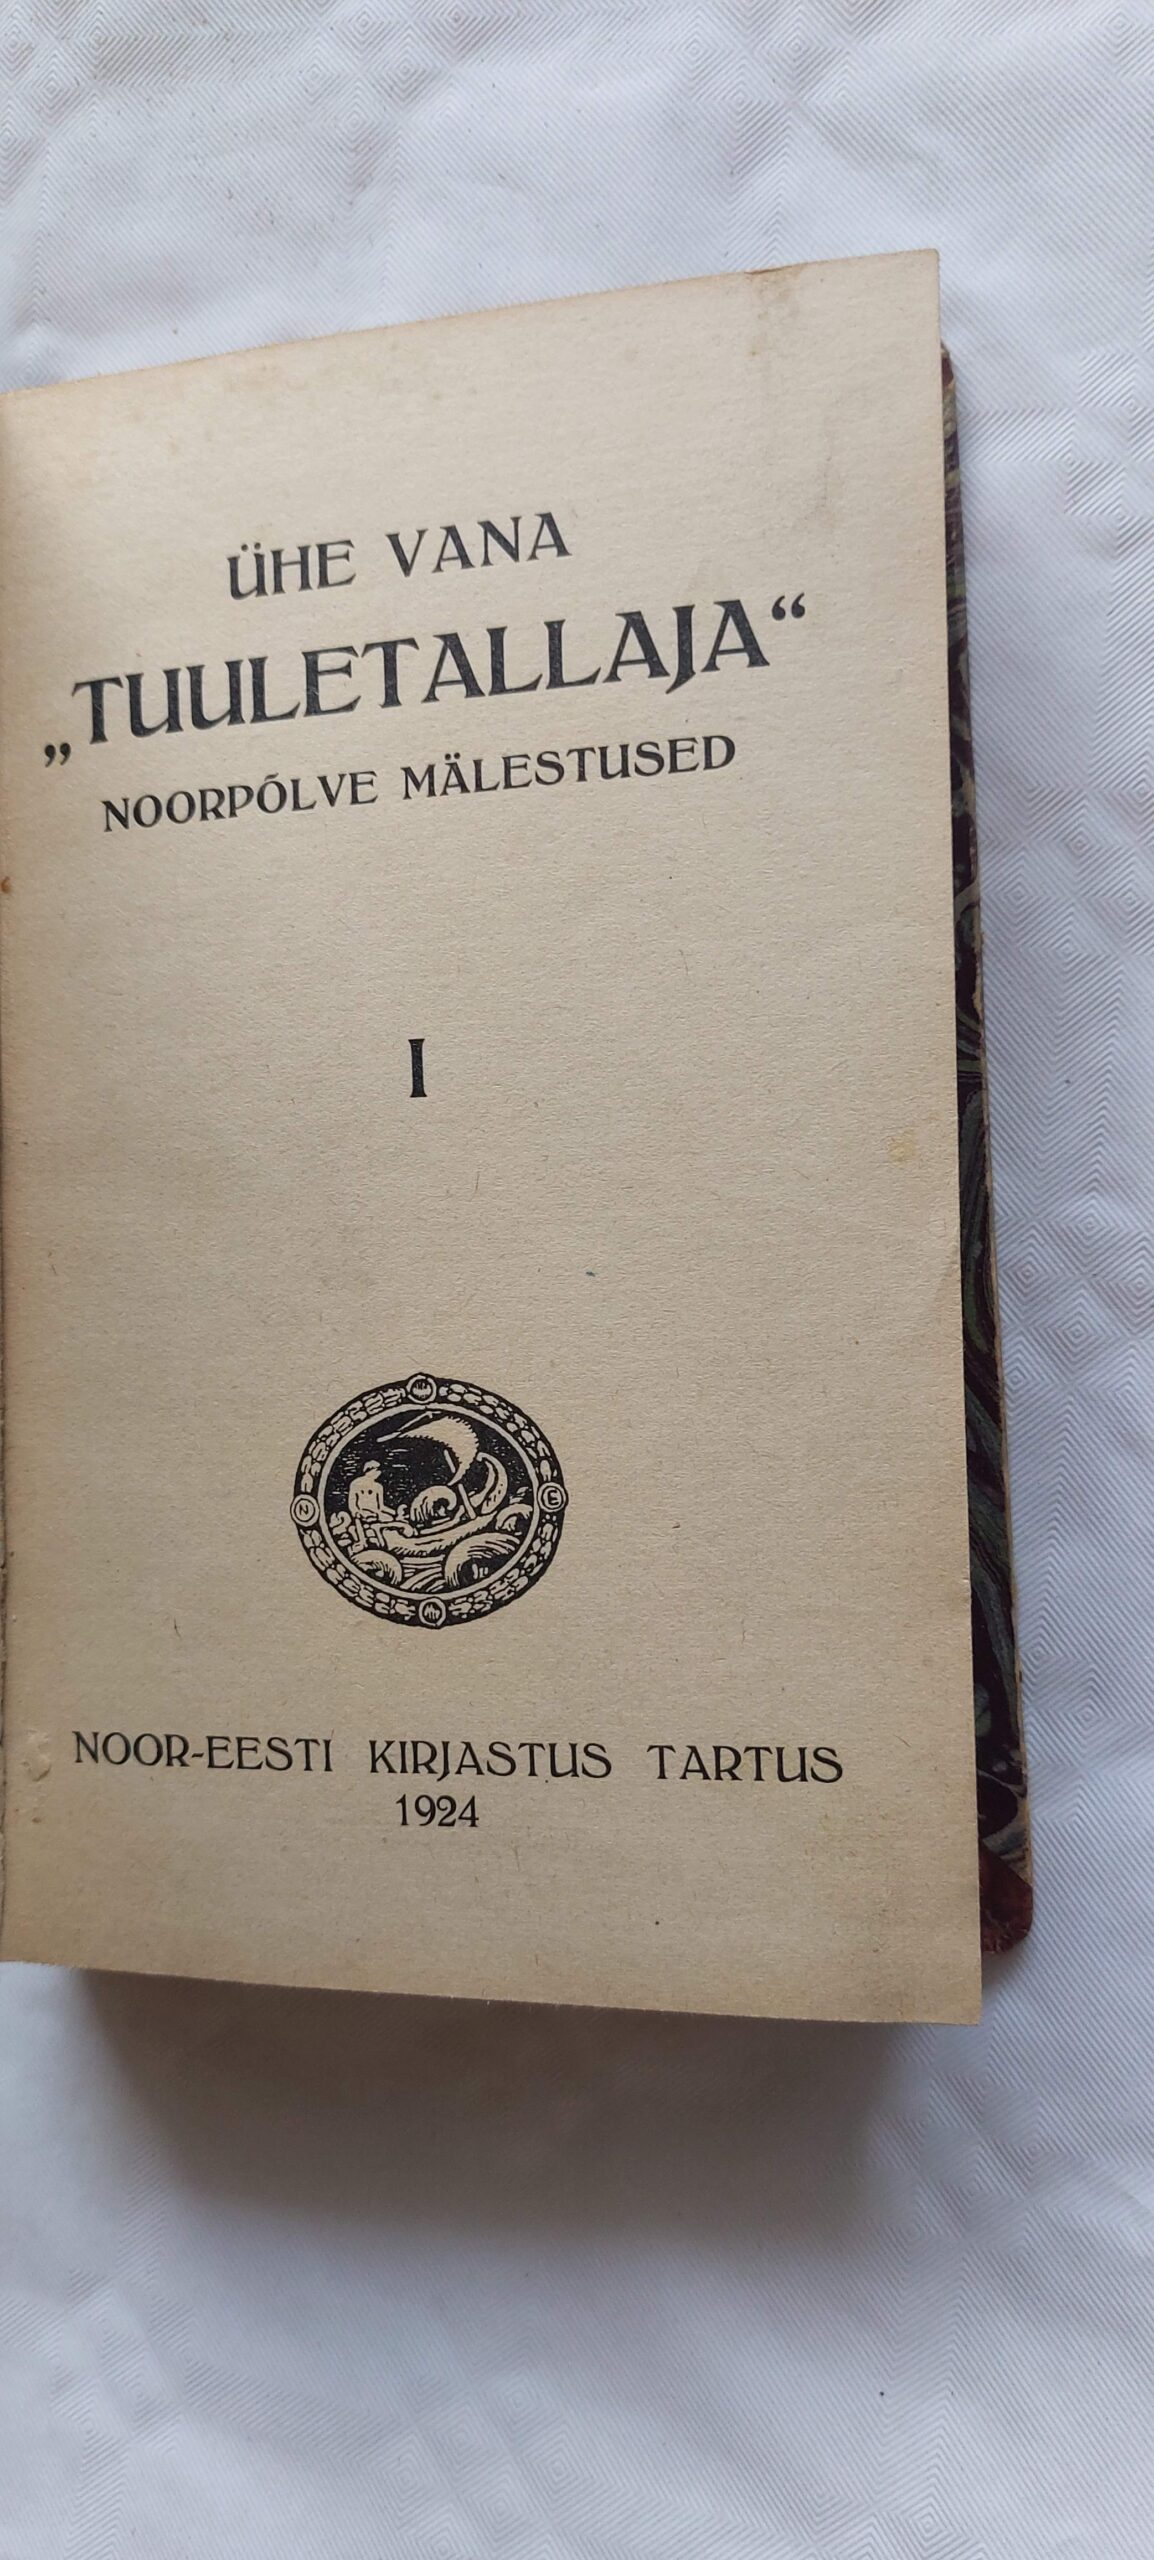 ÜHE VANA
„TUULETALLAJA“
NOORPÕLVE MÄLESTUSED
I
NOOR-EESTI KIRJASTUS TARTUS
1924